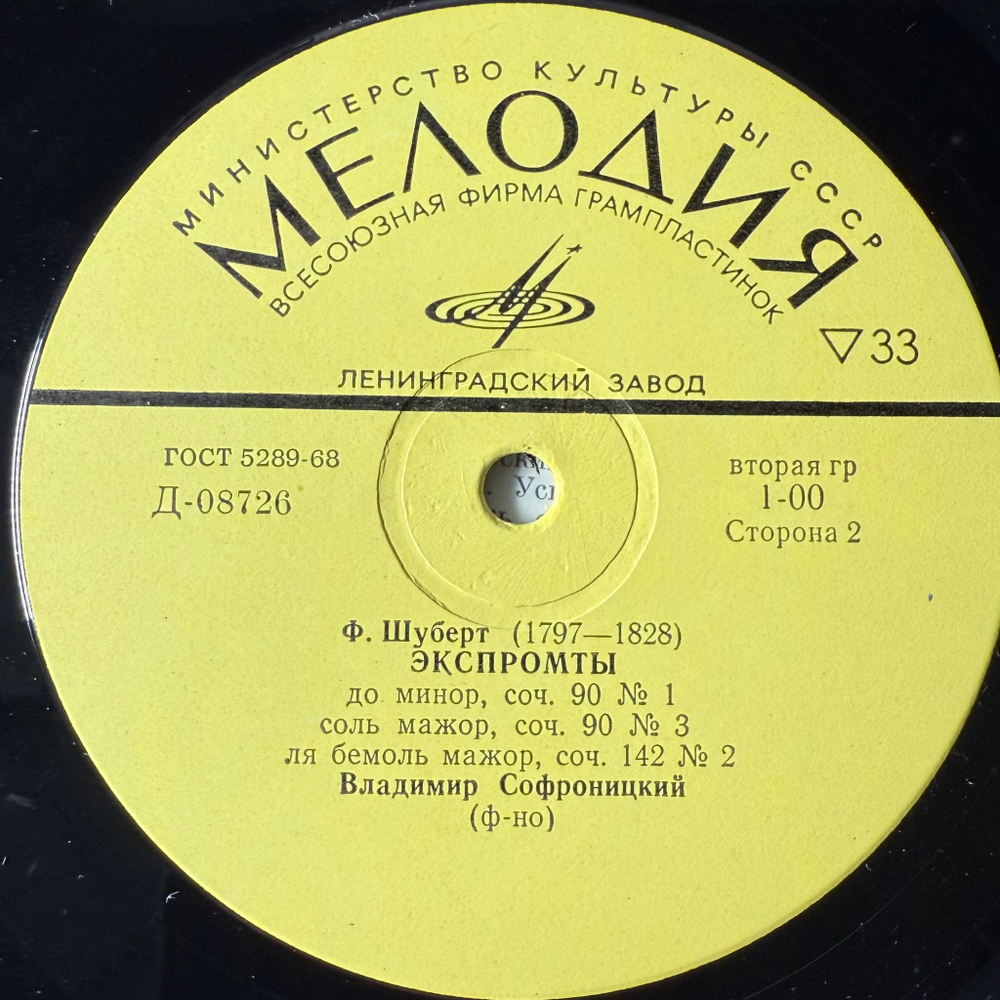 МИНИСТЕРСТВО КУЛЬТУРЫ СССР
МЕЛОДИЯ
ВСЕСОЮЗНАЯ ФИРМА ГРАМПЛАСТИНОК
▽33
ЛЕНИНГРАДСКИЙ ЗАВОД
ГОСТ 5289-68
Д-08726
вторая гр
1-00
Сторона 2
Ф. Шуберт (1797—1828)
ЭКСПРОМТЫ
до минор, соч. 90 № 1
соль мажор, соч. 90 № 3
ля бемоль мажор, соч. 142 № 2
Владимир Софроницкий
(ф-но)